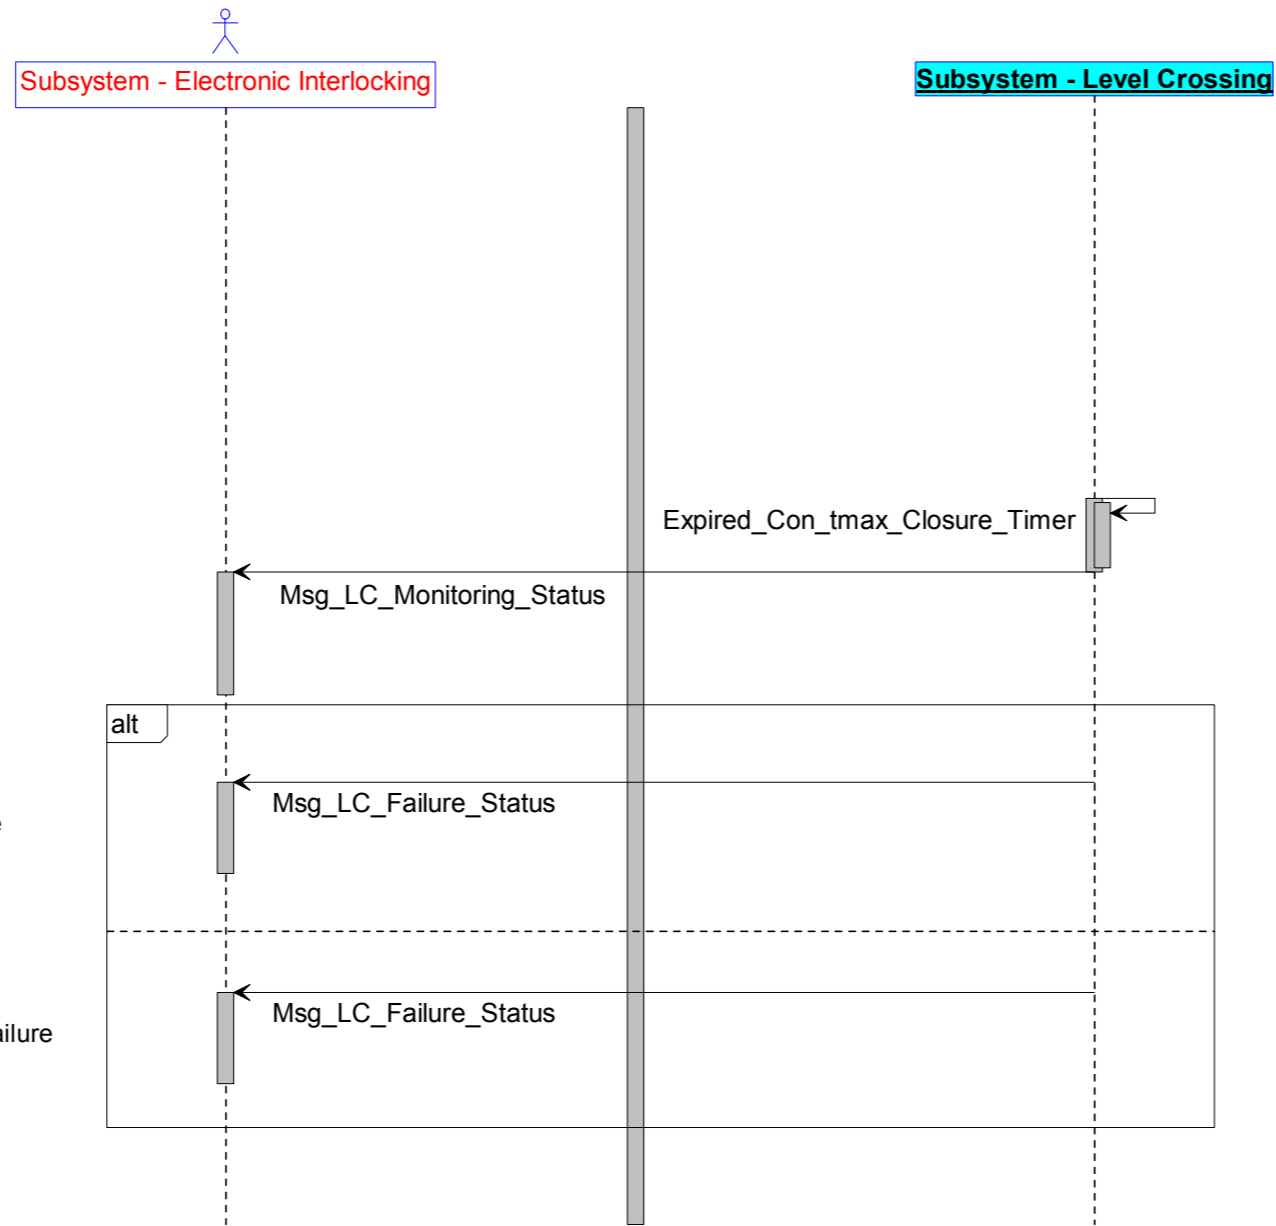 Subsystem - Electronic Interlocking
Subsystem - Level Crossing
Expired_Con_tmax_Closure_Timer
Msg_LC_Monitoring_Status
alt
Msg_LC_Failure_Status
Msg_LC_Failure_Status